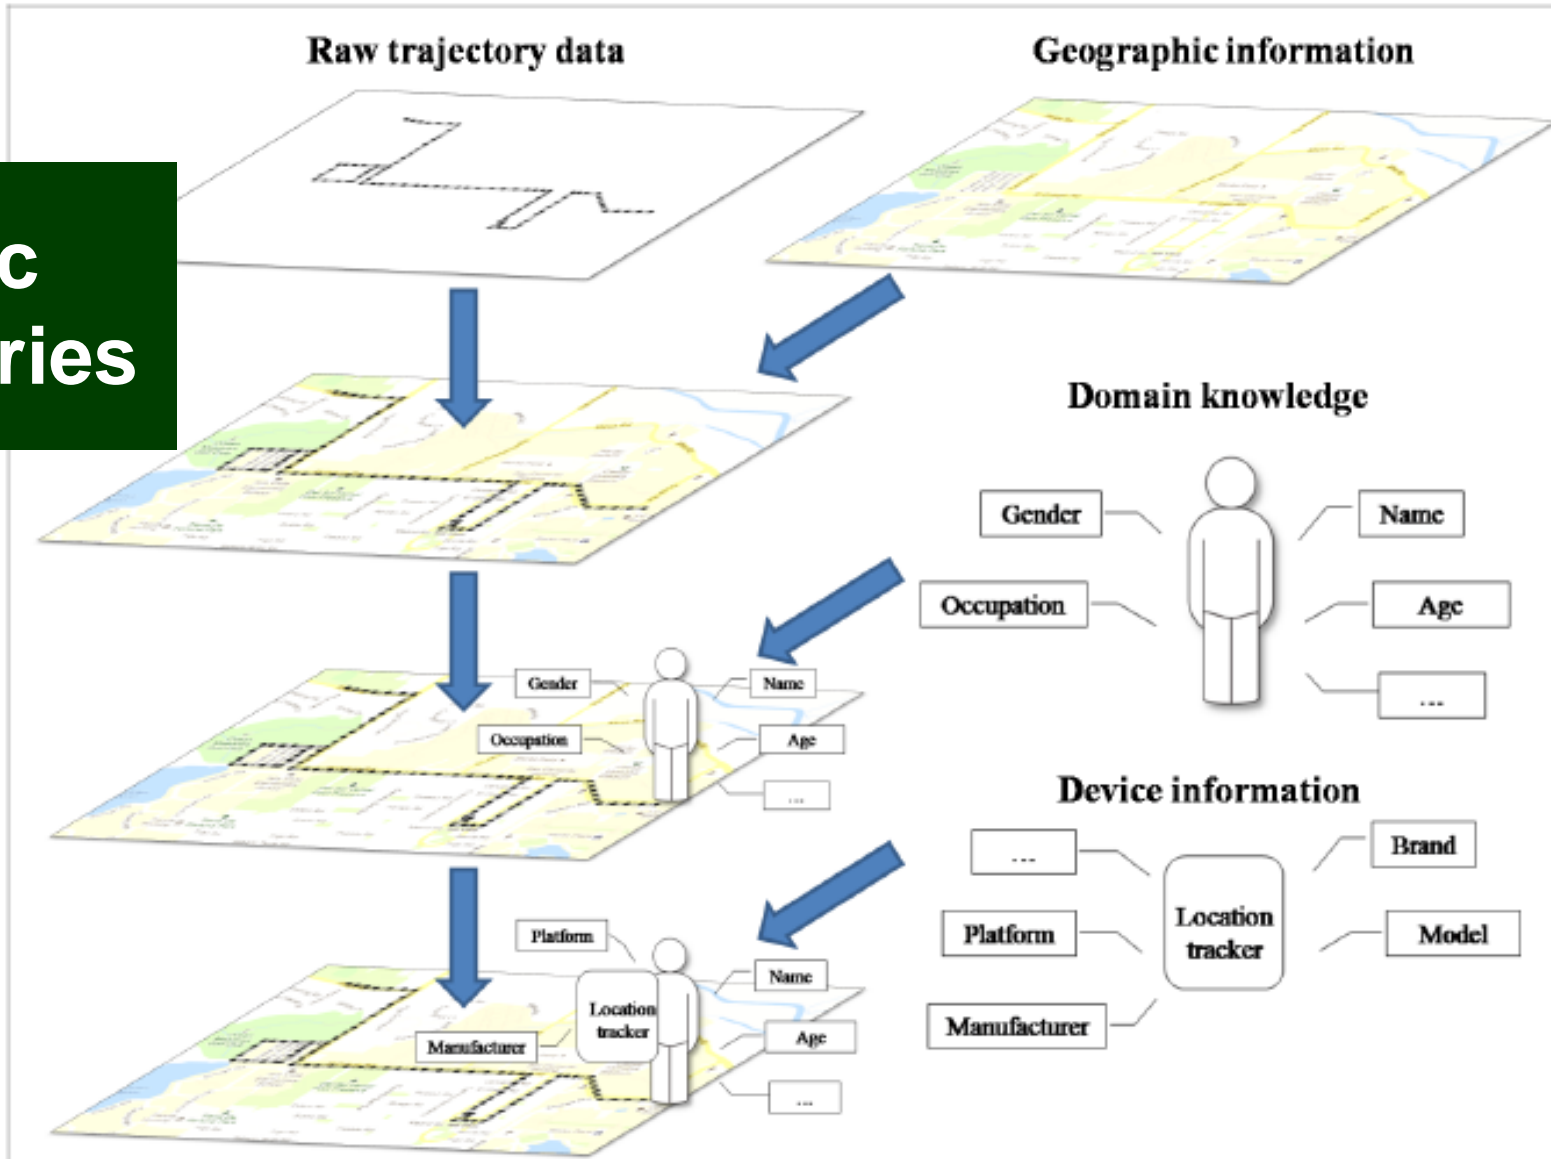 Raw trajectory data
Geographic information
c
ries
Domain knowledge
Gender
Name
Occupation
Age
...
Gender
Name
Occupation
Age
...
Device information
...
Brand
Platform
Location
tracker
Model
Manufacturer
Platform
Name
Location
tracker
Manufacturer
Age
...